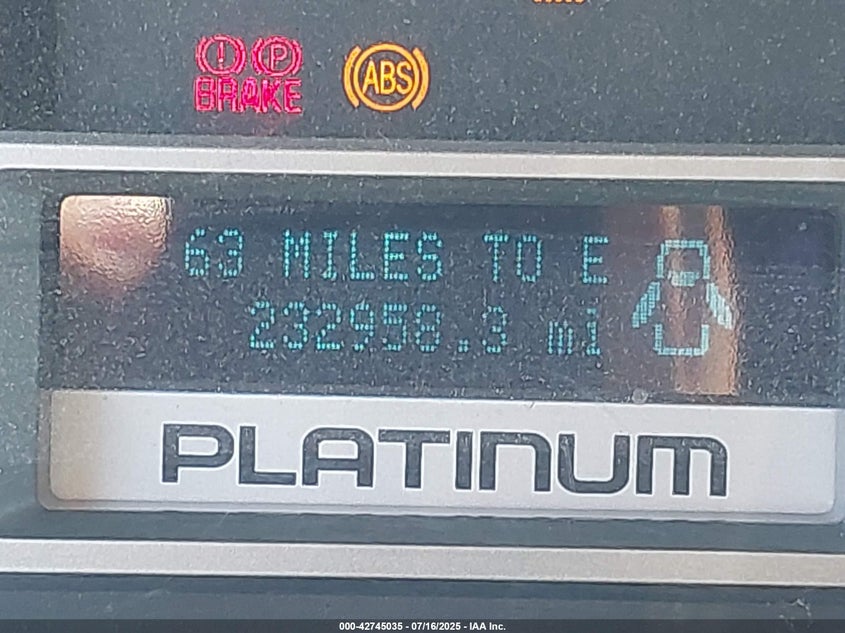 (!) (P)
BRAKE
ABS
63 MILES TO E
232958.3 mi
PLATINUM
000-42745035 - 07/16/2025 - IAA Inc.